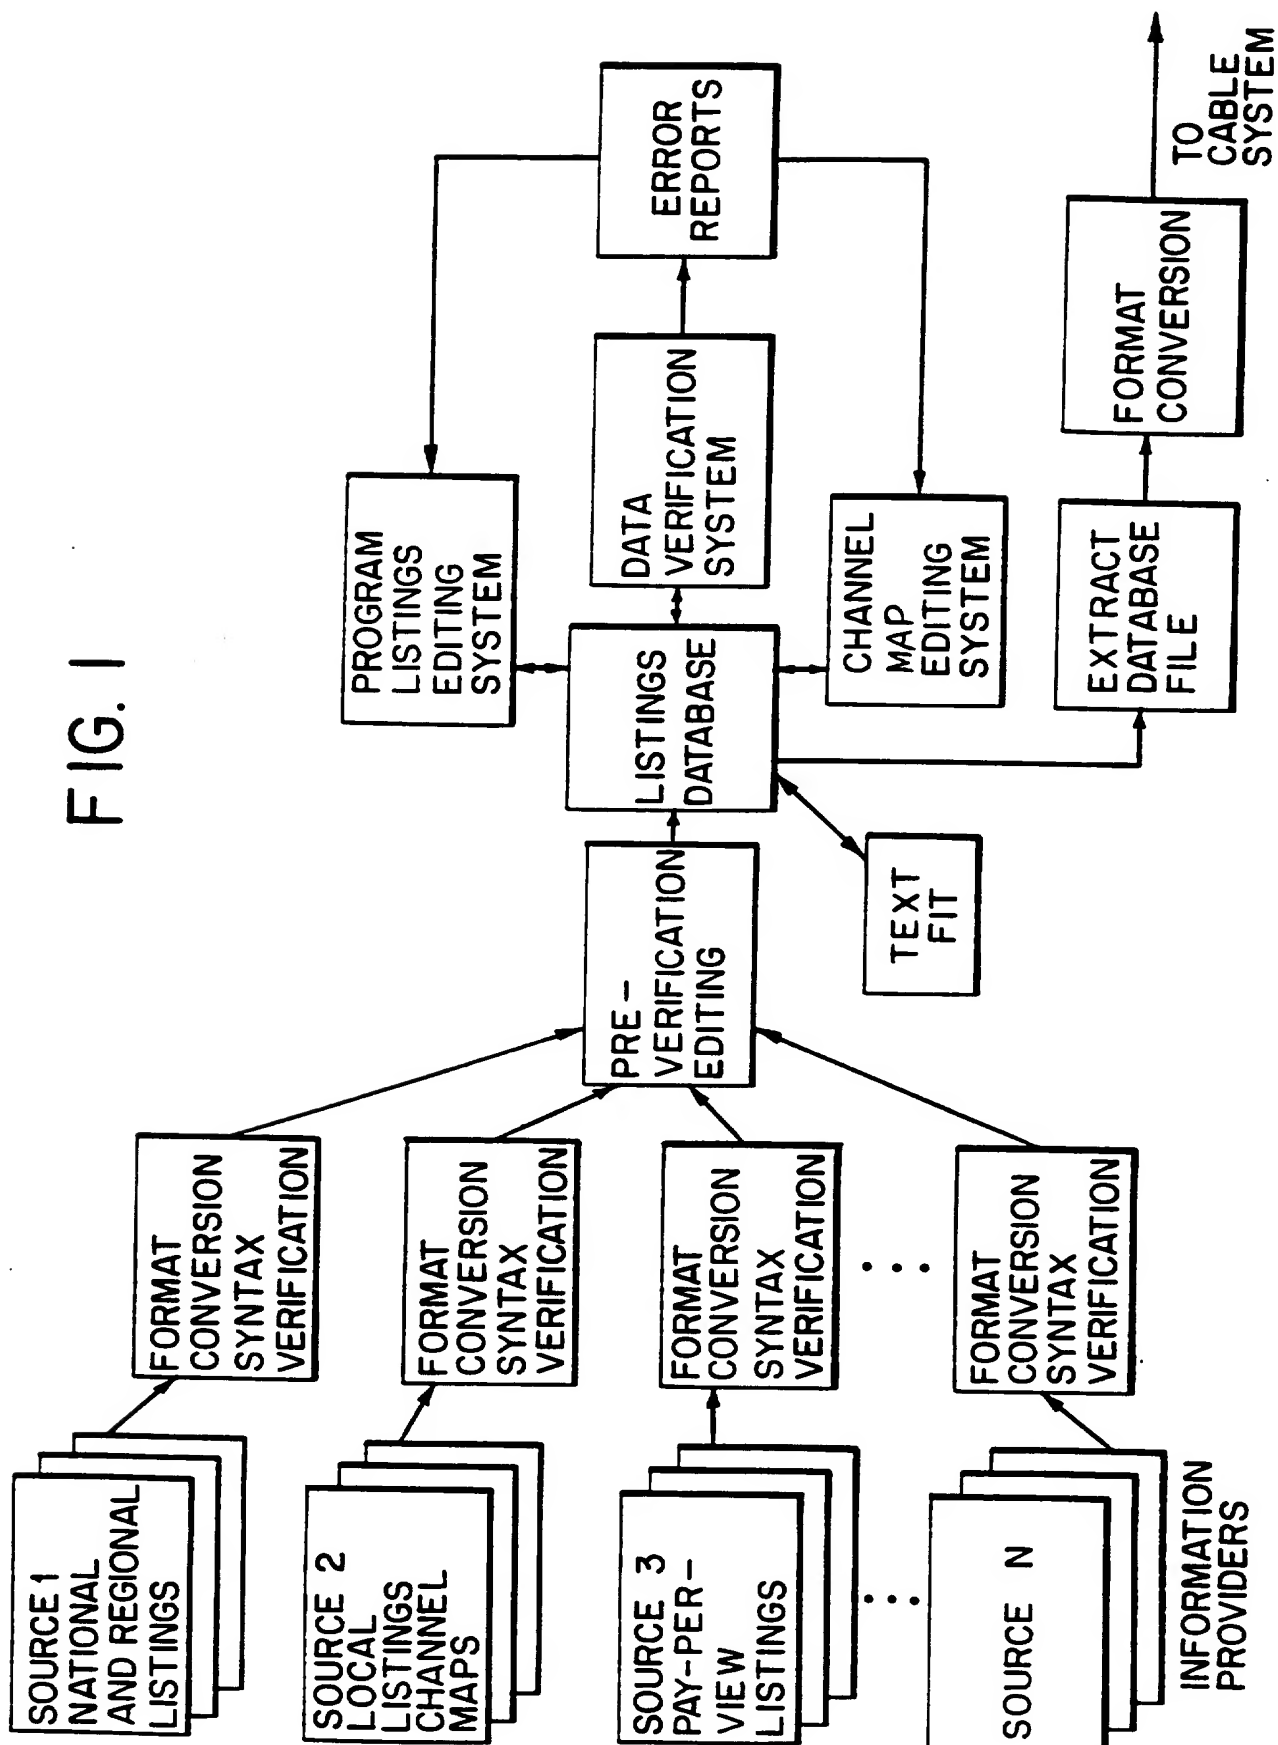 FIG. 1
SOURCE 1
NATIONAL
AND REGIONAL
LISTINGS
SOURCE 2
LOCAL
LISTINGS
CHANNEL
MAPS
SOURCE 3
PAY-PER-
VIEW
LISTINGS
SOURCE N
INFORMATION
PROVIDERS
FORMAT
CONVERSION
SYNTAX
VERIFICATION
FORMAT
CONVERSION
SYNTAX
VERIFICATION
FORMAT
CONVERSION
SYNTAX
VERIFICATION
FORMAT
CONVERSION
SYNTAX
VERIFICATION
PRE-
VERIFICATION
EDITING
TEXT
FIT
LISTINGS
DATABASE
PROGRAM
LISTINGS
EDITING
SYSTEM
DATA
VERIFICATION
SYSTEM
CHANNEL
MAP
EDITING
SYSTEM
ERROR
REPORTS
EXTRACT
DATABASE
FILE
FORMAT
CONVERSION
TO
CABLE
SYSTEM